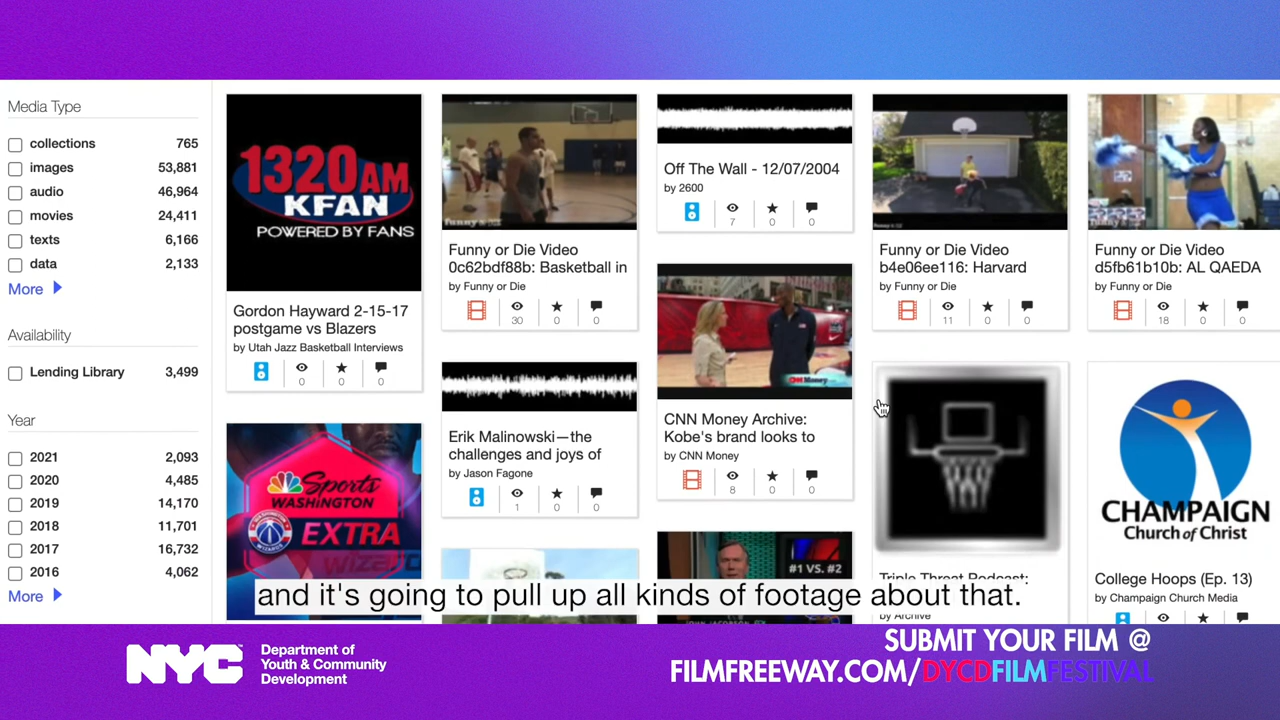 Media Type
collections 765
images 53,881
audio 46,964
movies 24,411
texts 6,166
data 2,133
More
Availability
Lending Library 3,499
Year
2021 2,093
2020 4,485
2019 14,170
2018 11,701
2017 16,732
2016 4,062
More
1320AM
KFAN
POWERED BY FANS
Gordon Hayward 2-15-17
postgame vs Blazers
by Utah Jazz Basketball Interviews
0 0 0
Sports
WASHINGTON
EXTRA
Funny or Die Video
0c62bdf88b: Basketball in
by Funny or Die
30 0 0
Erik Malinowski—the
challenges and joys of
by Jason Fagone
1 0 0
Off The Wall - 12/07/2004
by 2600
7 0 0
CNN Money
CNN Money Archive:
Kobe's brand looks to
by CNN Money
8 0 0
#1 VS. #2
Funny or Die Video
b4e06ee116: Harvard
by Funny or Die
11 0 0
Triple Threat Podcast:
by Archive
Funny or Die Video
d5fb61b10b: AL QAEDA
by Funny or Die
18 0 0
CHAMPAIGN
Church of Christ
College Hoops (Ep. 13)
by Champaign Church Media
and it's going to pull up all kinds of footage about that.
NYC
Department of
Youth & Community
Development
SUBMIT YOUR FILM @
FILMFREEWAY.COM/DYCDFILMFESTIVAL